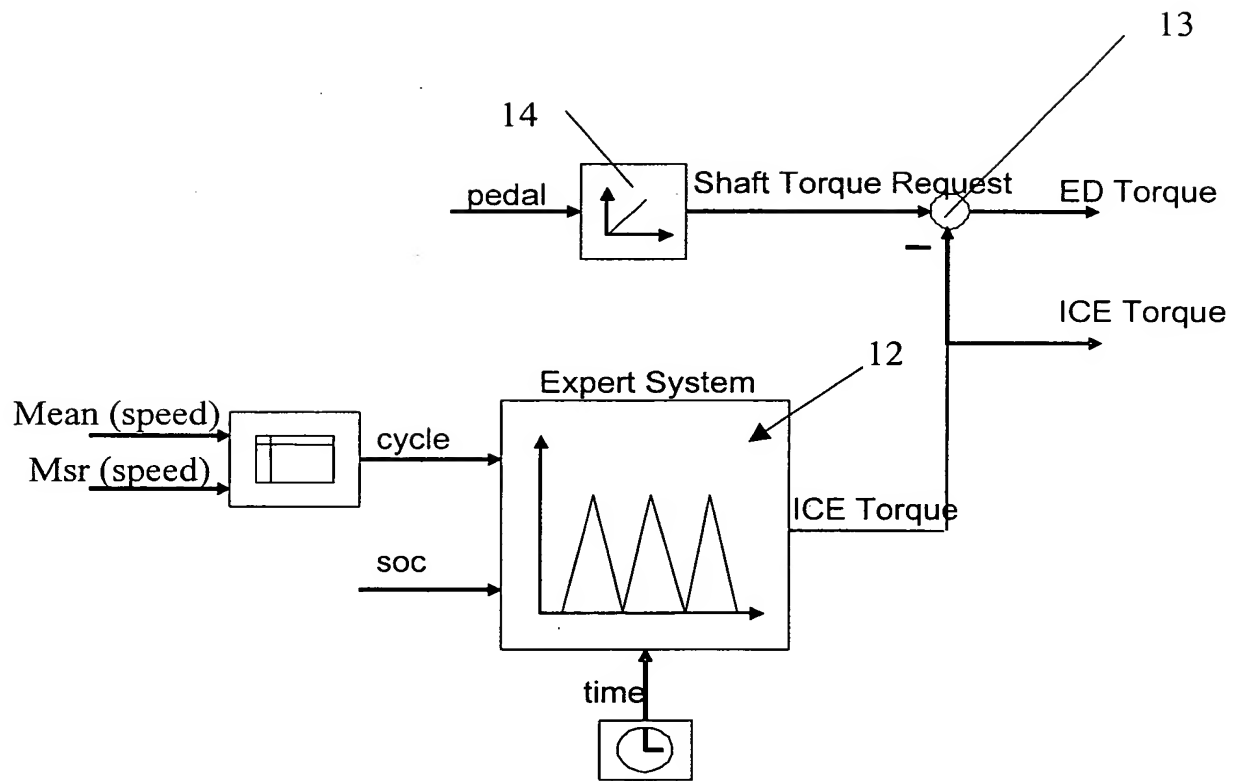 13
14
pedal
Shaft Torque Request
ED Torque
ICE Torque
12
Expert System
Mean (speed)
cycle
Msr (speed)
ICE Torque
soc
time